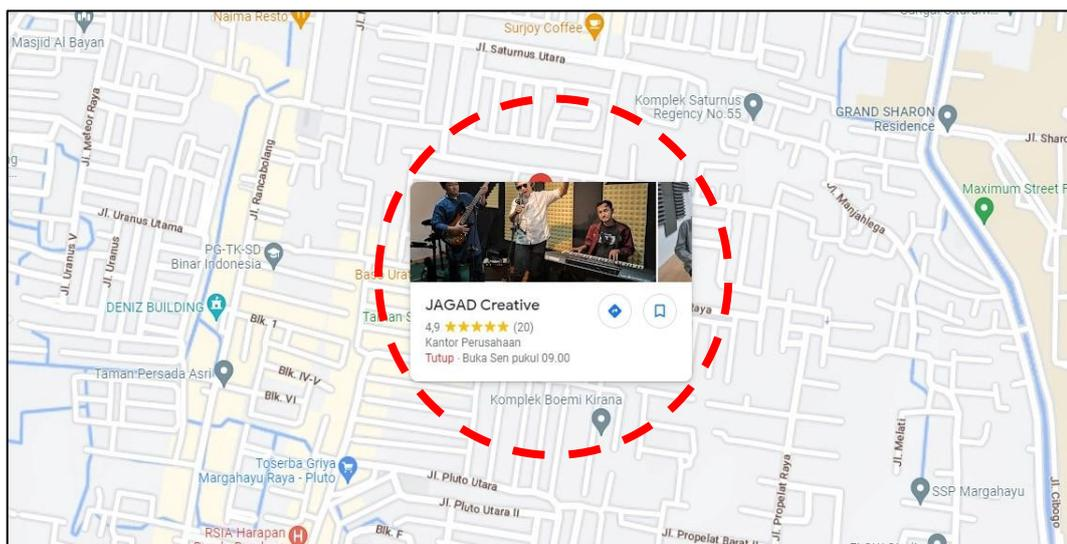 Naima Resto
Surjoy Coffee
Masjid Al Bayan
Jl. Saturnus Utara
Komplek Saturnus
Regency No.55
GRAND SHARON
Residence
Jl. Meteor Raya
Jl. Rancabolang
Jl. Manjahlega
Jl. Uranus Utama
Jl. Uranus V
Jl. Uranus
PG-TK-SD
Binar Indonesia
DENIZ BUILDING
JAGAD Creative
4,9 (20)
Kantor Perusahaan
Tutup · Buka Sen pukul 09.00
Blk. 1
Taman Persada Asri
Blk. IV-V
Blk. VI
Komplek Boemi Kirana
Toserba Griya
Margahayu Raya - Pluto
Jl. Pluto Utara
Jl. Pluto Utara II
Jl. Propelat Raya
Jl. Melati
SSP Margahayu
Jl. Cibogo
RSIA Harapan
Blk. F
Jl. Propelat Barat
Maximum Street